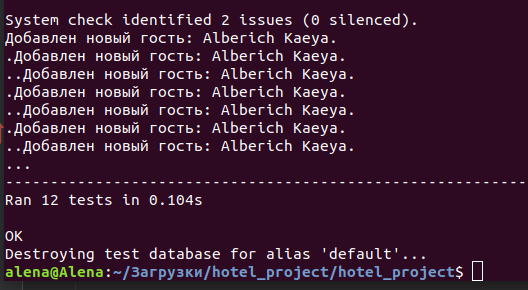 System check identified 2 issues (0 silenced).
Добавлен новый гость: Alberich Kaeya.
.Добавлен новый гость: Alberich Kaeya.
..Добавлен новый гость: Alberich Kaeya.
.Добавлен новый гость: Alberich Kaeya.
..Добавлен новый гость: Alberich Kaeya.
.Добавлен новый гость: Alberich Kaeya.
..Добавлен новый гость: Alberich Kaeya.
...
----------------------------------------------------------
Ran 12 tests in 0.104s
OK
Destroying test database for alias 'default'...
alena@Alena:~/Загрузки/hotel_project/hotel_project$